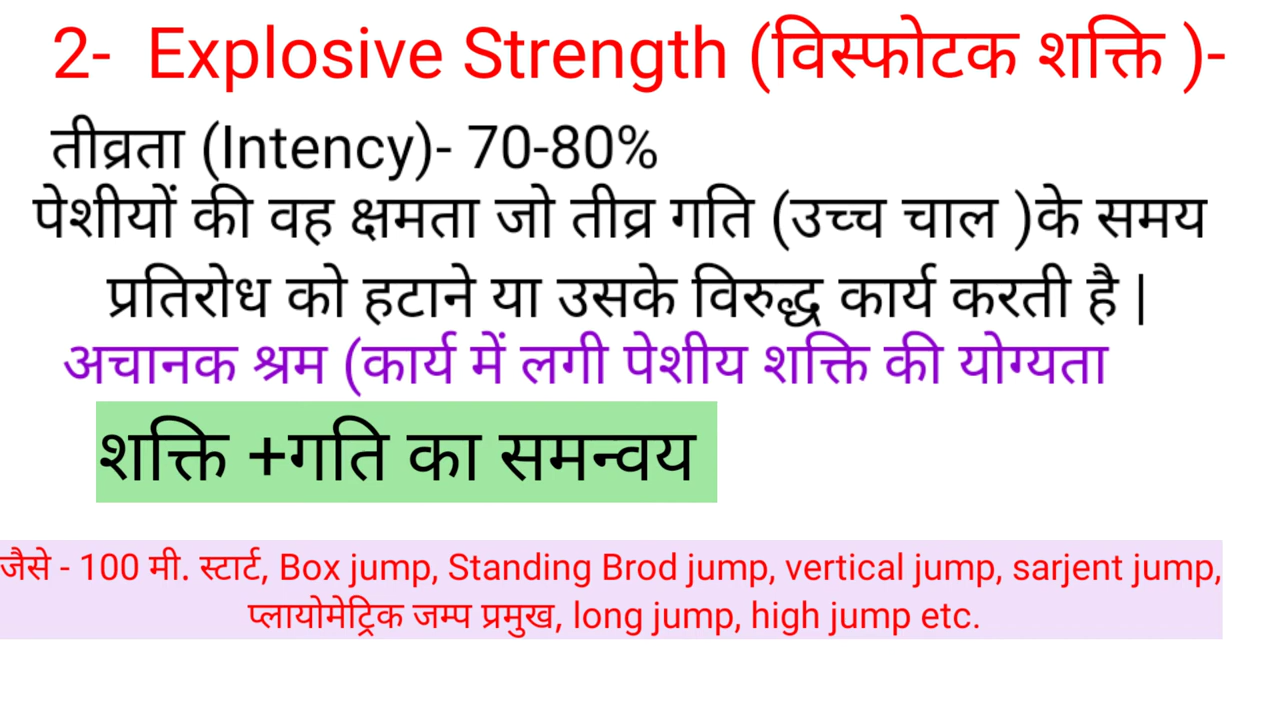 2- Explosive Strength (विस्फोटक शक्ति )-
तीव्रता (Intency)- 70-80%
पेशीयों की वह क्षमता जो तीव्र गति (उच्च चाल )के समय
प्रतिरोध को हटाने या उसके विरुद्ध कार्य करती है |
अचानक श्रम (कार्य में लगी पेशीय शक्ति की योग्यता
शक्ति +गति का समन्वय
जैसे - 100 मी. स्टार्ट, Box jump, Standing Brod jump, vertical jump, sarjent jump,
प्लायोमेट्रिक जम्प प्रमुख, long jump, high jump etc.